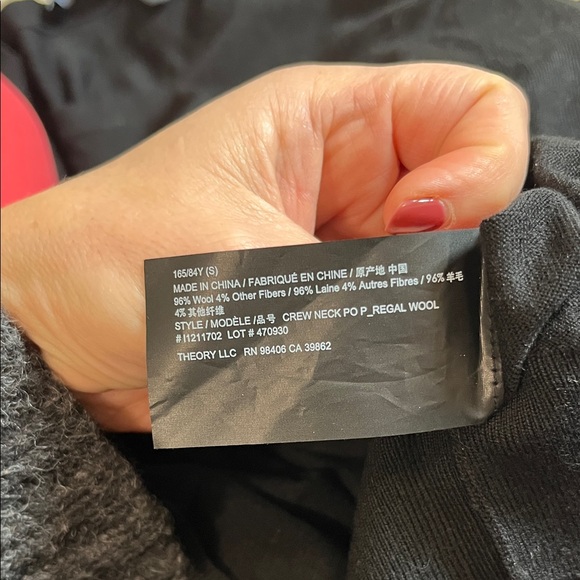 165/84Y (S)
MADE IN CHINA / FABRIQUÉ EN CHINE / 原产地 中国
96% Wool 4% Other Fibers / 96% Laine 4% Autres Fibres / 96% 羊毛
4% 其他纤维
STYLE / MODÈLE /品号 CREW NECK PO P_REGAL WOOL
# I1211702 LOT # 470930
THEORY LLC RN 98406 CA 39862